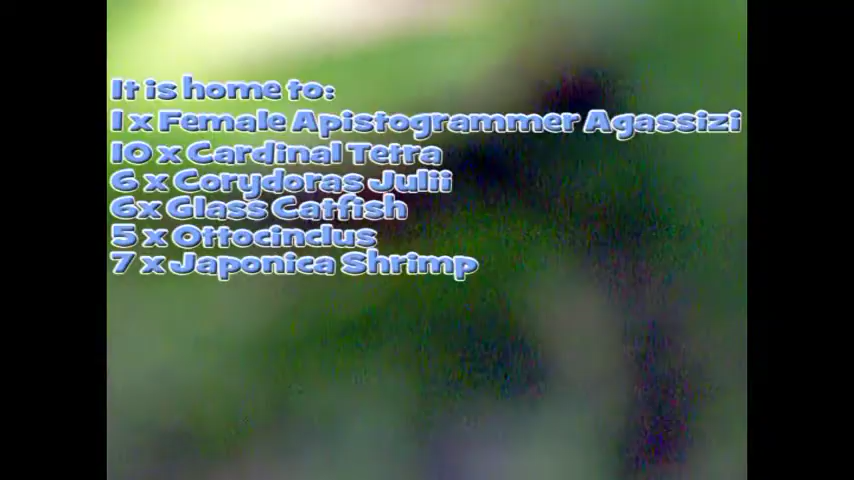 It is home to:
1 x Female Apistogrammer Agassizi
10 x Cardinal Tetra
6 x Corydoras Julii
6x Glass Catfish
5 x Ottocinclus
7 x Japonica Shrimp